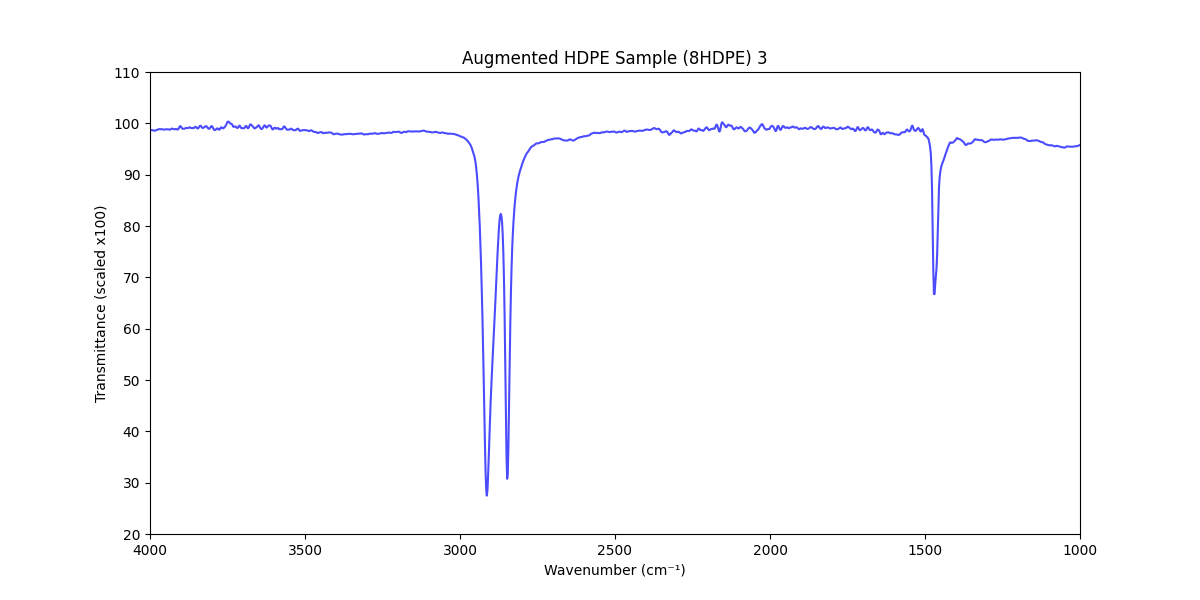 Augmented HDPE Sample (8HDPE) 3
110
100
90
80
70
60
50
40
30
20
Transmittance (scaled x100)
4000 3500 3000 2500 2000 1500 1000
Wavenumber (cm⁻¹)